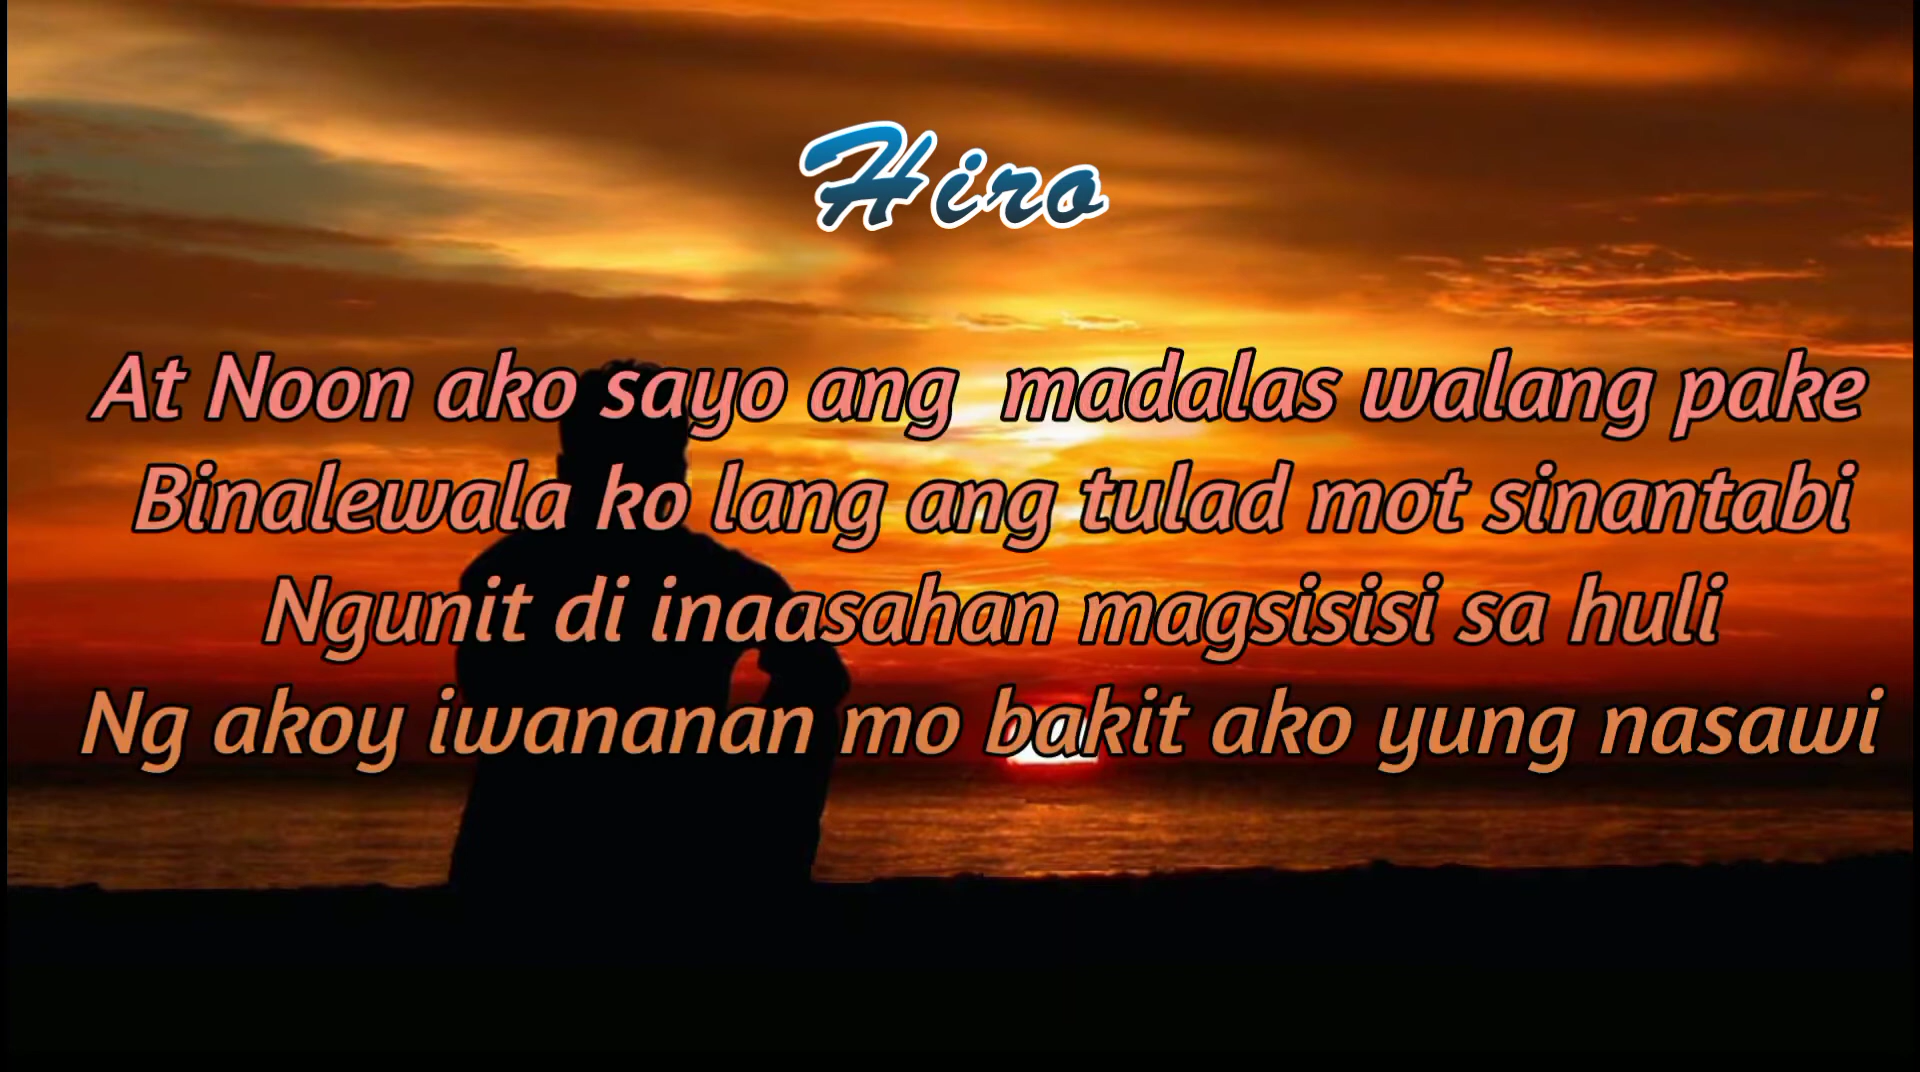 Hiro
At Noon ako sayo ang madalas walang pake
Binalewala ko lang ang tulad mot sinantabi
Ngunit di inaasahan magsisisi sa huli
Ng akoy iwananan mo bakit ako yung nasawi